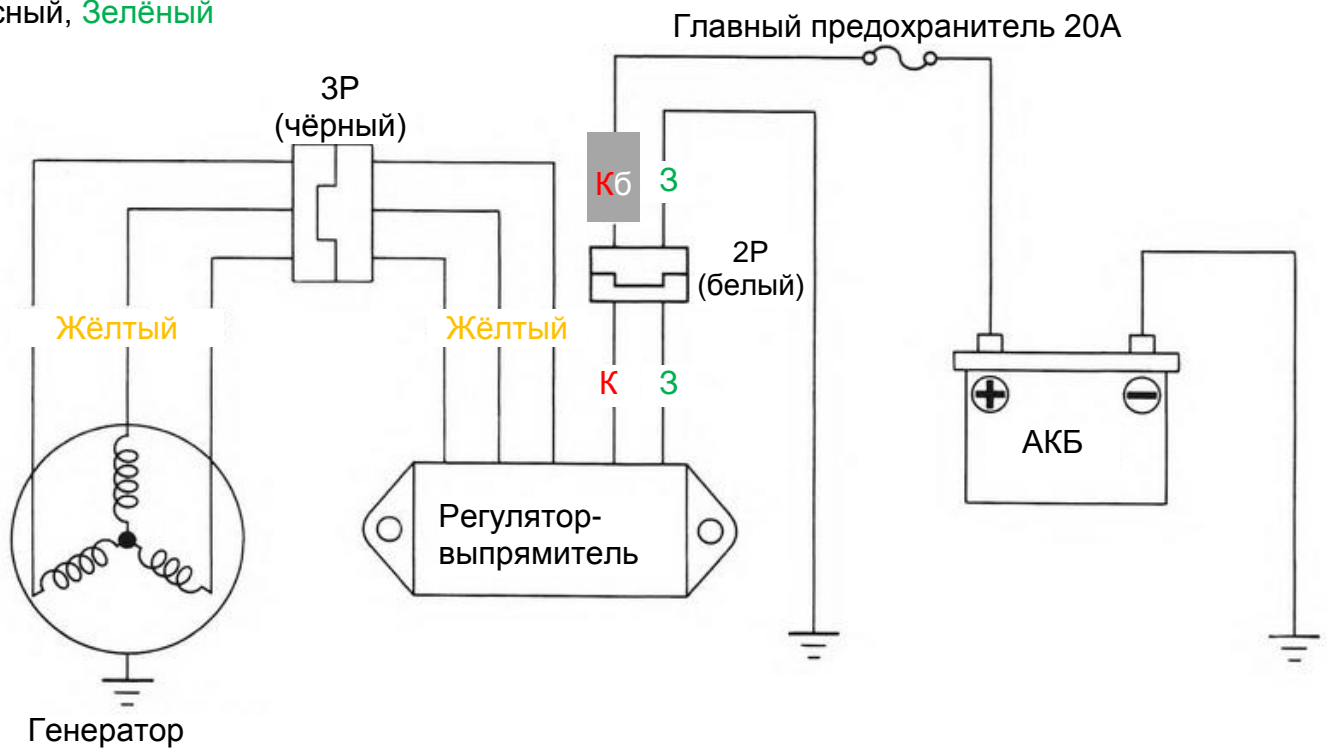 сный, Зелёный
Главный предохранитель 20А
3Р
(чёрный)
Кб З
2Р
(белый)
Жёлтый Жёлтый
К З
АКБ
Регулятор-
выпрямитель
Генератор